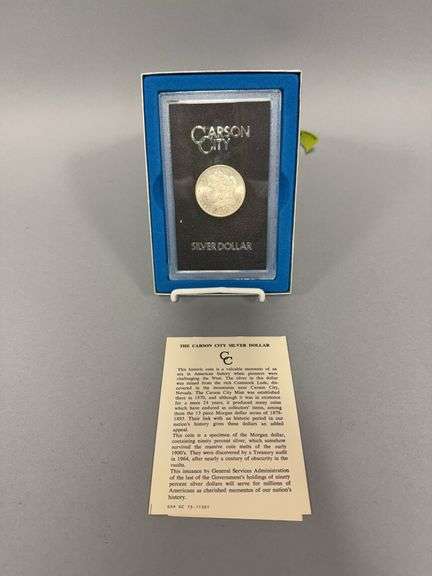 CARSON
CITY
SILVER DOLLAR
THE CARSON CITY SILVER DOLLAR
CC
This historic coin is a valuable memento of an
era in American history when pioneers were
challenging the West. The silver in this dollar
was mined from the rich Comstock Lode, dis-
covered in the mountains near Carson City,
Nevada. The Carson City Mint was established
there in 1870, and although it was in existence
for a mere 24 years, it produced many coins
which have endured as collectors' items, among
them the 13 proud Morgan dollar series of 1878-
1893. Their link with an historic period in our
nation's history gives these dollars an added
appeal.
This coin is a specimen of the Morgan dollar,
containing ninety percent silver, which somehow
survived the massive coin melts of the early
1900's. They were discovered by a Treasury audit
in 1964, after nearly a century of obscurity in the
vaults.
This issuance by General Services Administration
of the last of the Government's holdings of ninety
percent silver dollars will serve for millions of
Americans as cherished mementos of our nation's
history.
GSA DC